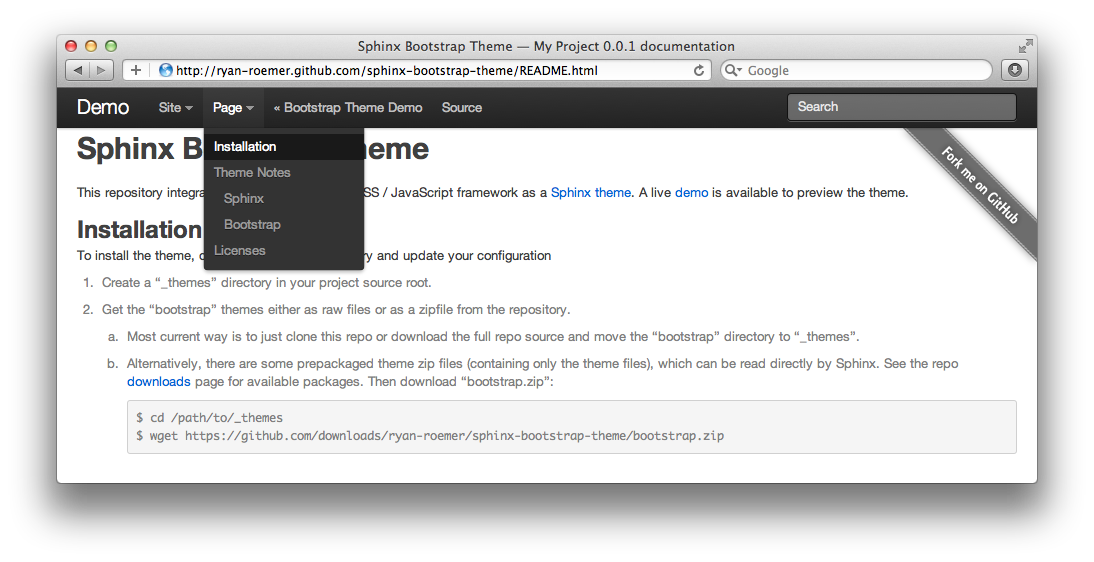 Sphinx Bootstrap Theme — My Project 0.0.1 documentation
http://ryan-roemer.github.com/sphinx-bootstrap-theme/README.html
Google
Demo Site Page « Bootstrap Theme Demo Source Search
Installation
Theme Notes
Sphinx
Bootstrap
Licenses
Fork me on GitHub
Sphinx B eme
This repository integra SS / JavaScript framework as a Sphinx theme. A live demo is available to preview the theme.
Installation
To install the theme, ry and update your configuration
1. Create a “_themes” directory in your project source root.
2. Get the “bootstrap” themes either as raw files or as a zipfile from the repository.
a. Most current way is to just clone this repo or download the full repo source and move the “bootstrap” directory to “_themes”.
b. Alternatively, there are some prepackaged theme zip files (containing only the theme files), which can be read directly by Sphinx. See the repo
downloads page for available packages. Then download “bootstrap.zip”:
$ cd /path/to/_themes
$ wget https://github.com/downloads/ryan-roemer/sphinx-bootstrap-theme/bootstrap.zip